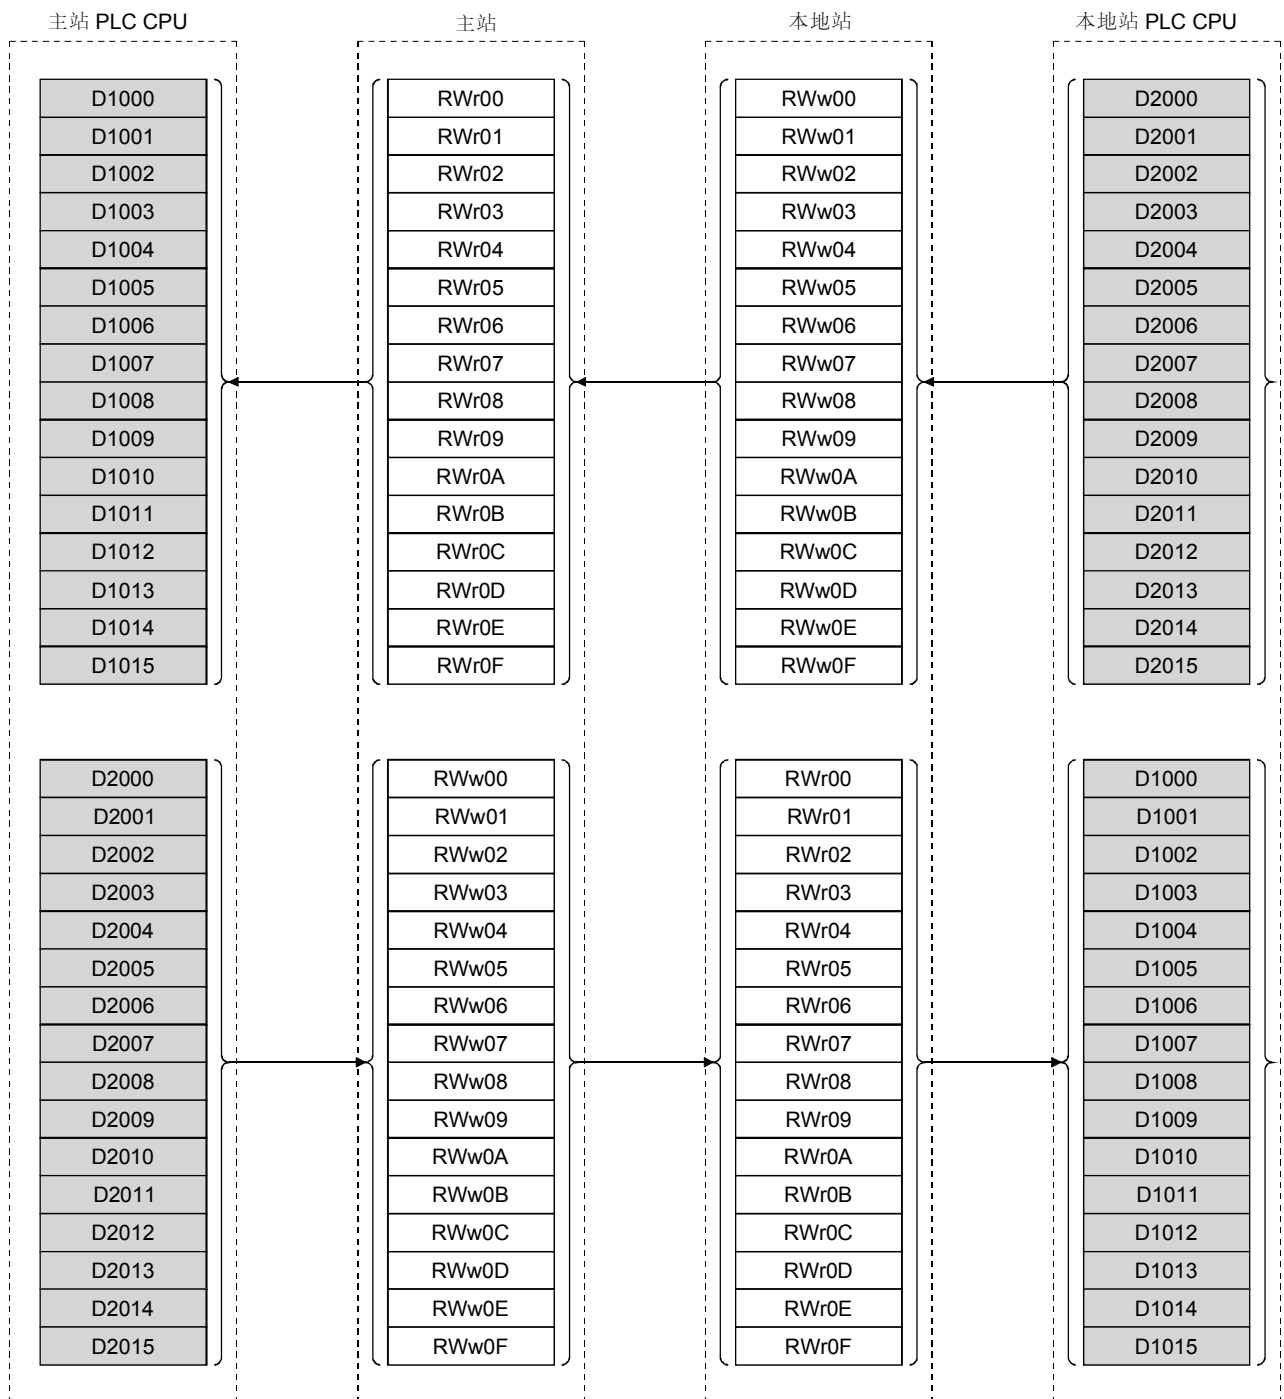 主站 PLC CPU 主站 本地站 本地站 PLC CPU
D1000 RWr00 RWw00 D2000
D1001 RWr01 RWw01 D2001
D1002 RWr02 RWw02 D2002
D1003 RWr03 RWw03 D2003
D1004 RWr04 RWw04 D2004
D1005 RWr05 RWw05 D2005
D1006 RWr06 RWw06 D2006
D1007 RWr07 RWw07 D2007
D1008 RWr08 RWw08 D2008
D1009 RWr09 RWw09 D2009
D1010 RWr0A RWw0A D2010
D1011 RWr0B RWw0B D2011
D1012 RWr0C RWw0C D2012
D1013 RWr0D RWw0D D2013
D1014 RWr0E RWw0E D2014
D1015 RWr0F RWw0F D2015
D2000 RWw00 RWr00 D1000
D2001 RWw01 RWr01 D1001
D2002 RWw02 RWr02 D1002
D2003 RWw03 RWr03 D1003
D2004 RWw04 RWr04 D1004
D2005 RWw05 RWr05 D1005
D2006 RWw06 RWr06 D1006
D2007 RWw07 RWr07 D1007
D2008 RWw08 RWr08 D1008
D2009 RWw09 RWr09 D1009
D2010 RWw0A RWr0A D1010
D2011 RWw0B RWr0B D1011
D2012 RWw0C RWr0C D1012
D2013 RWw0D RWr0D D1013
D2014 RWw0E RWr0E D1014
D2015 RWw0F RWr0F D1015